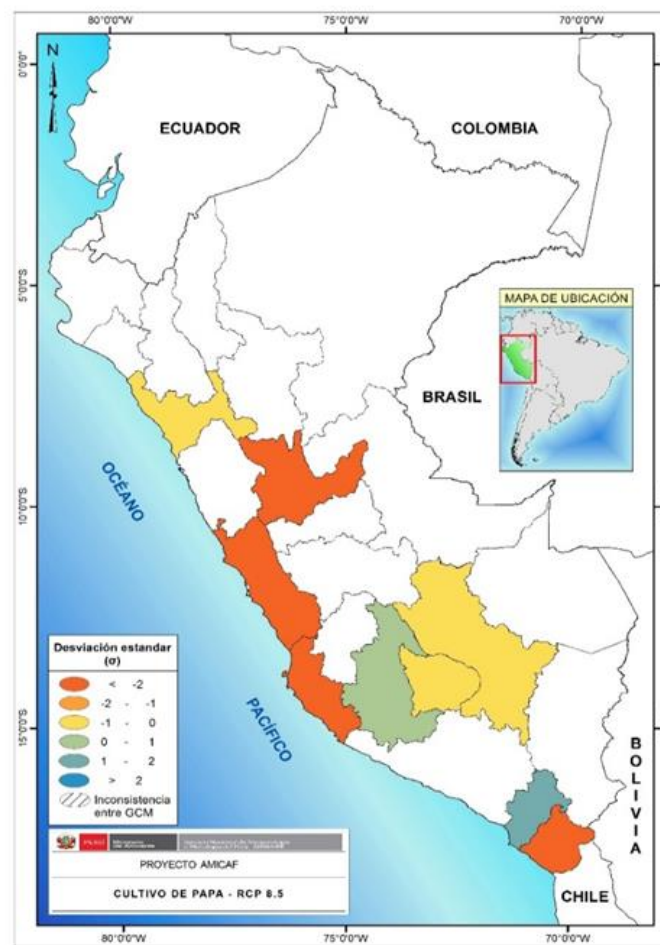 80°0'0"W 75°0'0"W 70°0'0"W
N
0°0'0"
5°0'0"S
10°0'0"S
15°0'0"S
ECUADOR
COLOMBIA
MAPA DE UBICACIÓN
BRASIL
OCÉANO
PACÍFICO
BOLIVIA
CHILE
Desviación estandar
(σ)
< -2
-2 - -1
-1 - 0
0 - 1
1 - 2
> 2
Inconsistencia
entre GCM
PERÚ
PROYECTO AMICAF
CULTIVO DE PAPA - RCP 8.5
80°0'0"W 75°0'0"W 70°0'0"W